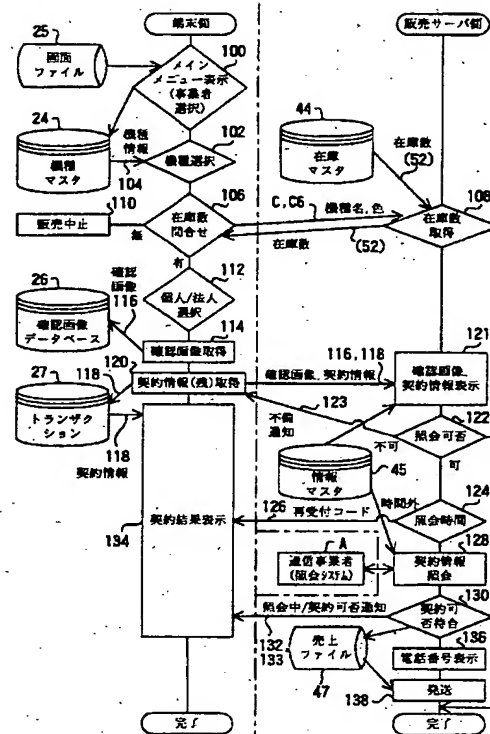 端末側
販売サーバ側
25
画面
ファイル
100
メイン
メニュー表示
(事業者
選択)
44
24
機種
情報
102
在庫
マスタ
在庫数
(52)
機種
マスタ
104
機種選択
110
106
108
販売中止
無
在庫数
問合せ
C,C6
機種名,色
在庫数
(52)
在庫数
取得
有
26
確認
画像
116
112
個人/法人
選択
確認画像
データベース
114
121
確認画像取得
116,118
27
118
120
契約情報(残)取得
確認画像,契約情報
確認画像,
契約情報表示
トランザ
クション
118
契約情報
123
不備
通知
122
不可
照会可否
可
情報
マスタ
45
時間外
124
134
契約結果表示
126
再受付コード
照会時間
128
A
通信事業者
(照会システム)
契約情報
照会
130
照会中/契約可否通知
132
133
契約可
否待合
136
売上
ファイル
電話番号表示
47
138
発送
完了
完了